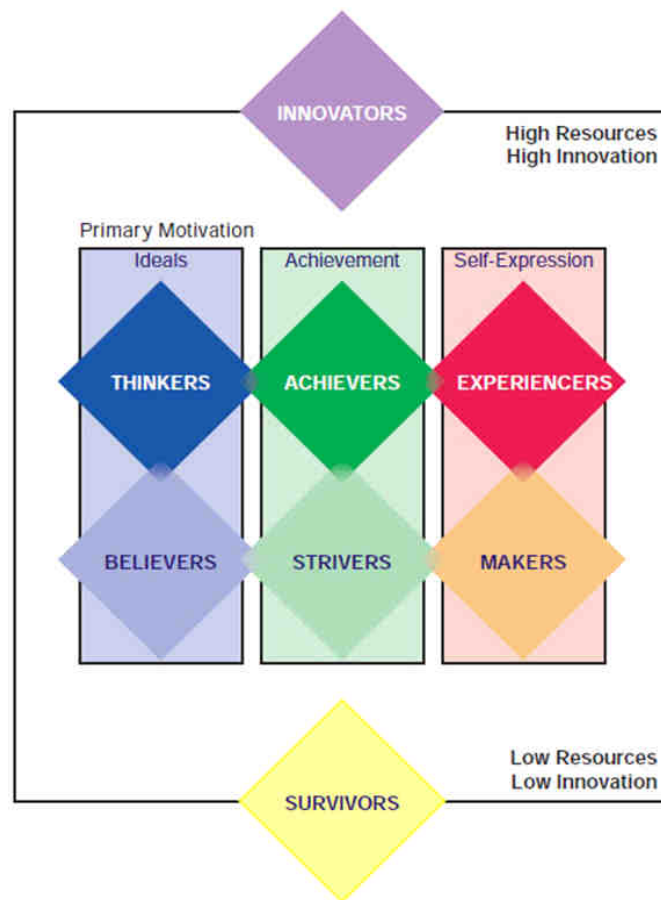 INNOVATORS
High Resources
High Innovation
Primary Motivation
Ideals
Achievement
Self-Expression
THINKERS
ACHIEVERS
EXPERIENCERS
BELIEVERS
STRIVERS
MAKERS
Low Resources
Low Innovation
SURVIVORS